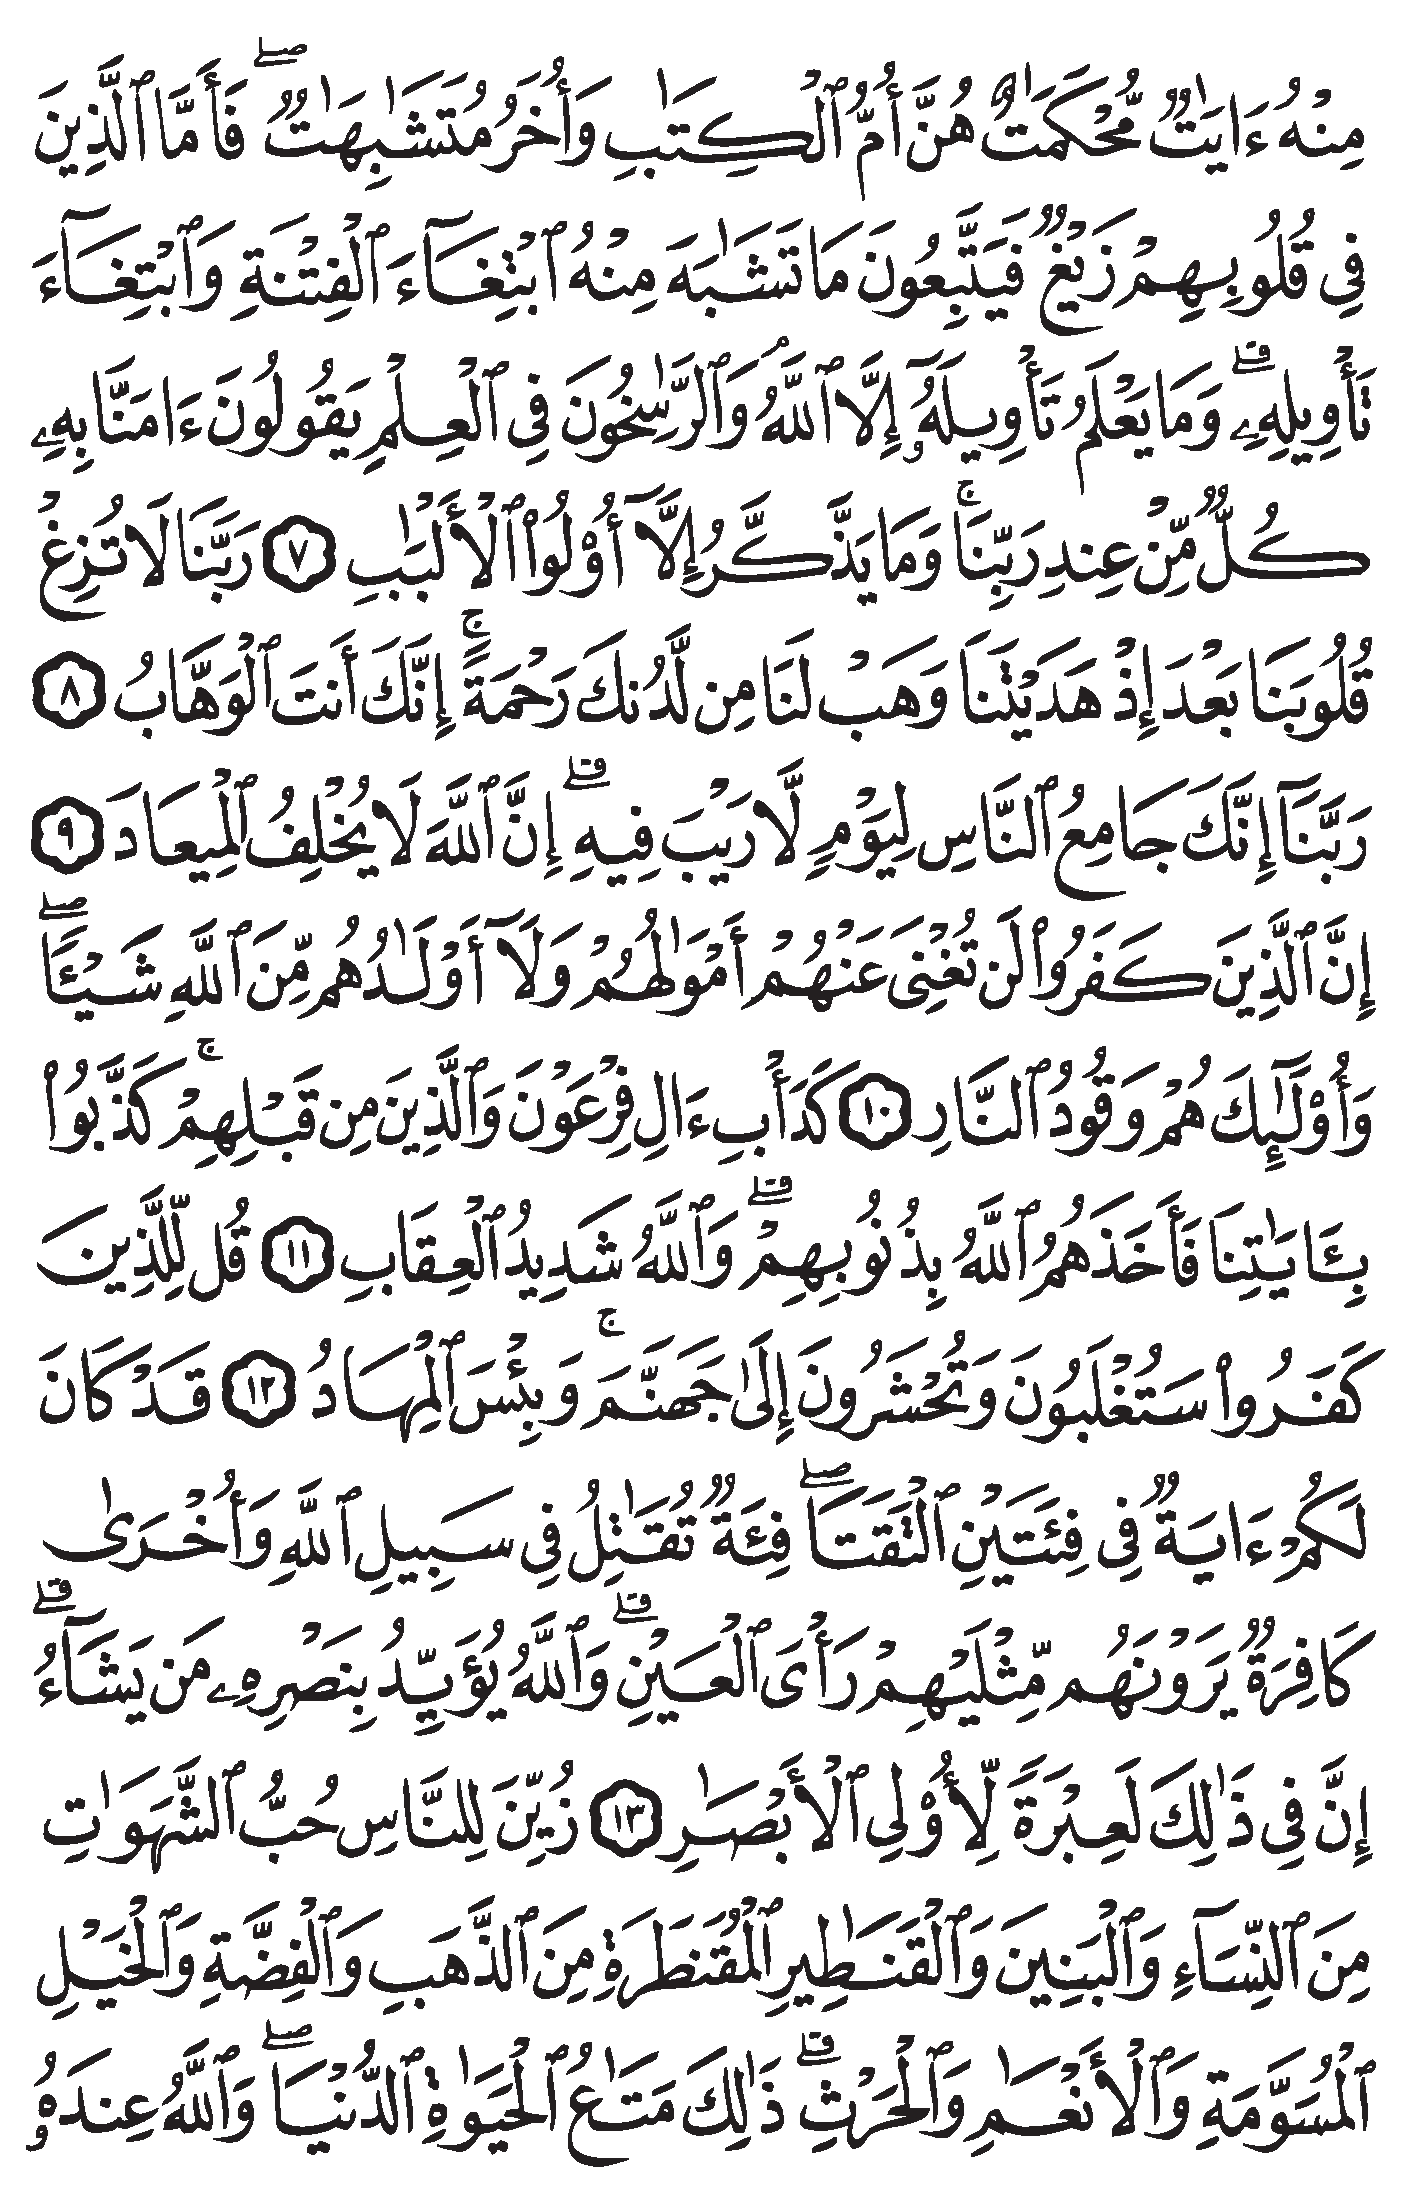 مِنْهُ ءَايَٰتٌ مُّحْكَمَٰتٌ هُنَّ أُمُّ ٱلْكِتَٰبِ وَأُخَرُ مُتَشَٰبِهَٰتٌ ۖ فَأَمَّا ٱلَّذِينَ
فِى قُلُوبِهِمْ زَيْغٌ فَيَتَّبِعُونَ مَا تَشَٰبَهَ مِنْهُ ٱبْتِغَآءَ ٱلْفِتْنَةِ وَٱبْتِغَآءَ
تَأْوِيلِهِۦ ۗ وَمَا يَعْلَمُ تَأْوِيلَهُۥٓ إِلَّا ٱللَّهُ ۘ وَٱلرَّٰسِخُونَ فِى ٱلْعِلْمِ يَقُولُونَ ءَامَنَّا بِهِۦ
كُلٌّ مِّنْ عِندِ رَبِّنَا ۚ وَمَا يَذَّكَّرُ إِلَّآ أُو۟لُوا۟ ٱلْأَلْبَٰبِ ٧ رَبَّنَا لَا تُزِغْ
قُلُوبَنَا بَعْدَ إِذْ هَدَيْتَنَا وَهَبْ لَنَا مِن لَّدُنكَ رَحْمَةً ۚ إِنَّكَ أَنتَ ٱلْوَهَّابُ ٨
رَبَّنَآ إِنَّكَ جَامِعُ ٱلنَّاسِ لِيَوْمٍ لَّا رَيْبَ فِيهِ ۗ إِنَّ ٱللَّهَ لَا يُخْلِفُ ٱلْمِيعَادَ ٩
إِنَّ ٱلَّذِينَ كَفَرُوا۟ لَن تُغْنِىَ عَنْهُمْ أَمْوَٰلُهُمْ وَلَآ أَوْلَٰدُهُم مِّنَ ٱللَّهِ شَيْـًٔا ۖ
وَأُو۟لَٰٓئِكَ هُمْ وَقُودُ ٱلنَّارِ ١٠ كَدَأْبِ ءَالِ فِرْعَوْنَ وَٱلَّذِينَ مِن قَبْلِهِمْ ۚ كَذَّبُوا۟
بِـَٔايَٰتِنَا فَأَخَذَهُمُ ٱللَّهُ بِذُنُوبِهِمْ ۗ وَٱللَّهُ شَدِيدُ ٱلْعِقَابِ ١١ قُل لِّلَّذِينَ
كَفَرُوا۟ سَتُغْلَبُونَ وَتُحْشَرُونَ إِلَىٰ جَهَنَّمَ ۚ وَبِئْسَ ٱلْمِهَادُ ١٢ قَدْ كَانَ
لَكُمْ ءَايَةٌ فِى فِئَتَيْنِ ٱلْتَقَتَا ۖ فِئَةٌ تُقَٰتِلُ فِى سَبِيلِ ٱللَّهِ وَأُخْرَىٰ
كَافِرَةٌ يَرَوْنَهُم مِّثْلَيْهِمْ رَأْىَ ٱلْعَيْنِ ۗ وَٱللَّهُ يُؤَيِّدُ بِنَصْرِهِۦ مَن يَشَآءُ ۗ
إِنَّ فِى ذَٰلِكَ لَعِبْرَةً لِّأُو۟لِى ٱلْأَبْصَٰرِ ١٣ زُيِّنَ لِلنَّاسِ حُبُّ ٱلشَّهَوَٰتِ
مِنَ ٱلنِّسَآءِ وَٱلْبَنِينَ وَٱلْقَنَٰطِيرِ ٱلْمُقَنطَرَةِ مِنَ ٱلذَّهَبِ وَٱلْفِضَّةِ وَٱلْخَيْلِ
ٱلْمُسَوَّمَةِ وَٱلْأَنْعَٰمِ وَٱلْحَرْثِ ۗ ذَٰلِكَ مَتَٰعُ ٱلْحَيَوٰةِ ٱلدُّنْيَا ۖ وَٱللَّهُ عِندَهُۥ